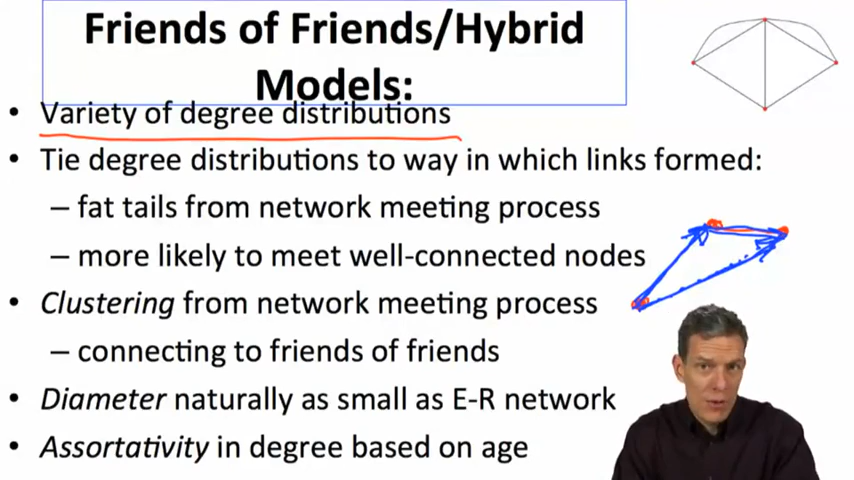 Friends of Friends/Hybrid
Models:
• Variety of degree distributions
• Tie degree distributions to way in which links formed:
– fat tails from network meeting process
– more likely to meet well-connected nodes
• Clustering from network meeting process
– connecting to friends of friends
• Diameter naturally as small as E-R network
• Assortativity in degree based on age